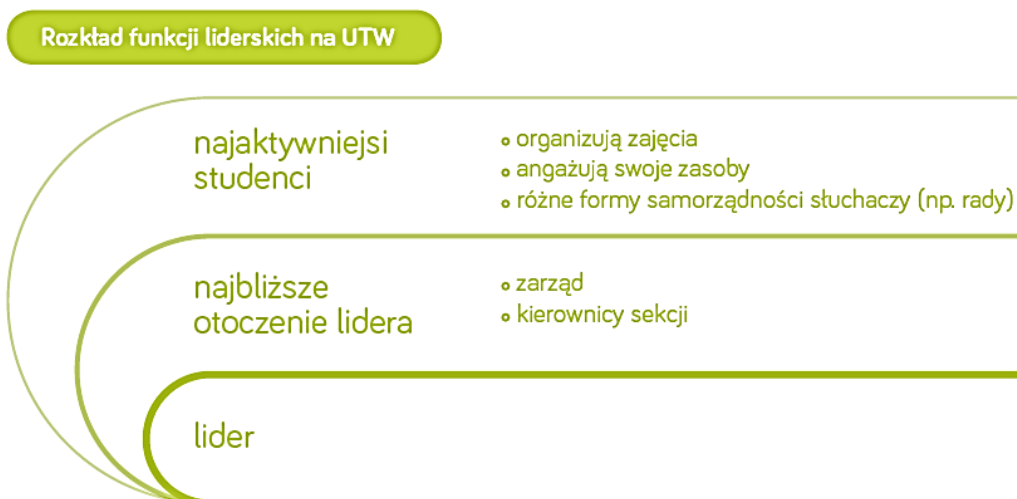 Rozkład funkcji liderskich na UTW
najaktywniejsi
studenci
organizują zajęcia
angażują swoje zasoby
różne formy samorządności słuchaczy (np. rady)
najbliższe
otoczenie lidera
zarząd
kierownicy sekcji
lider